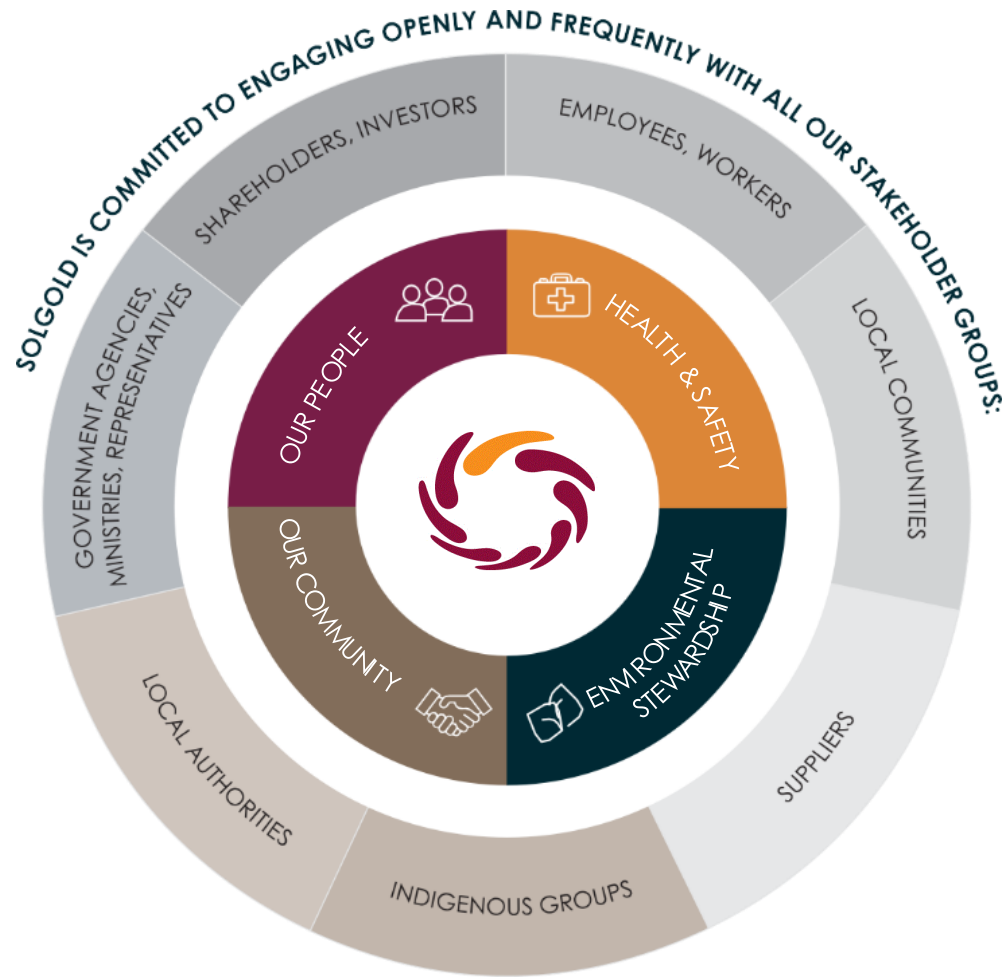 SOLGOLD IS COMMITTED TO ENGAGING OPENLY AND FREQUENTLY WITH ALL OUR STAKEHOLDER GROUPS:
SHAREHOLDERS, INVESTORS
EMPLOYEES, WORKERS
LOCAL COMMUNITIES
SUPPLIERS
INDIGENOUS GROUPS
LOCAL AUTHORITIES
GOVERNMENT AGENCIES,
MINISTRIES, REPRESENTATIVES
OUR PEOPLE
HEALTH & SAFETY
ENVIRONMENTAL
STEWARDSHIP
OUR COMMUNITY